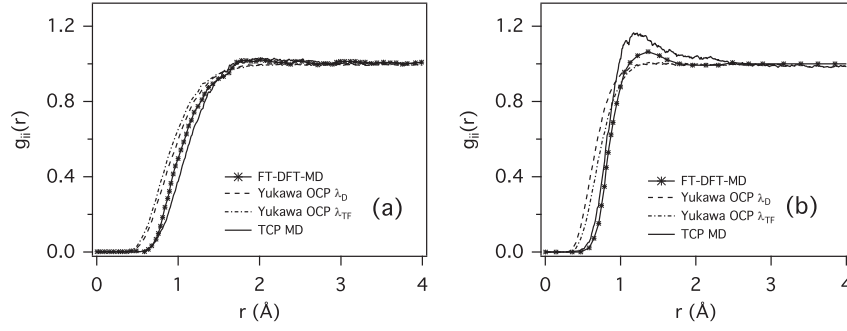 1.2
0.8
0.4
0.0
g_ii(r)
FT-DFT-MD
Yukawa OCP λ_D
Yukawa OCP λ_TF
TCP MD
(a)
0 1 2 3 4
r (Å)
1.2
0.8
0.4
0.0
g_ii(r)
FT-DFT-MD
Yukawa OCP λ_D
Yukawa OCP λ_TF
TCP MD
(b)
0 1 2 3 4
r (Å)